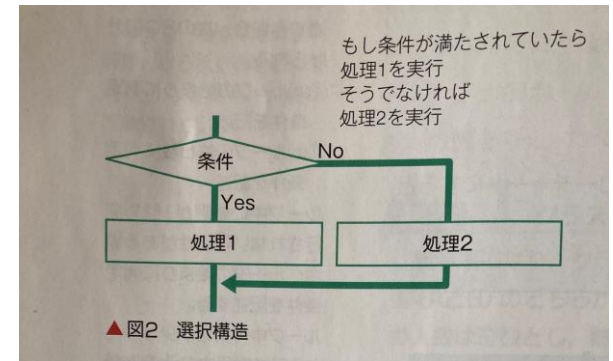 もし条件が満たされていたら
処理1を実行
そうでなければ
処理2を実行
条件
No
Yes
処理1
処理2
▲図2 選択構造